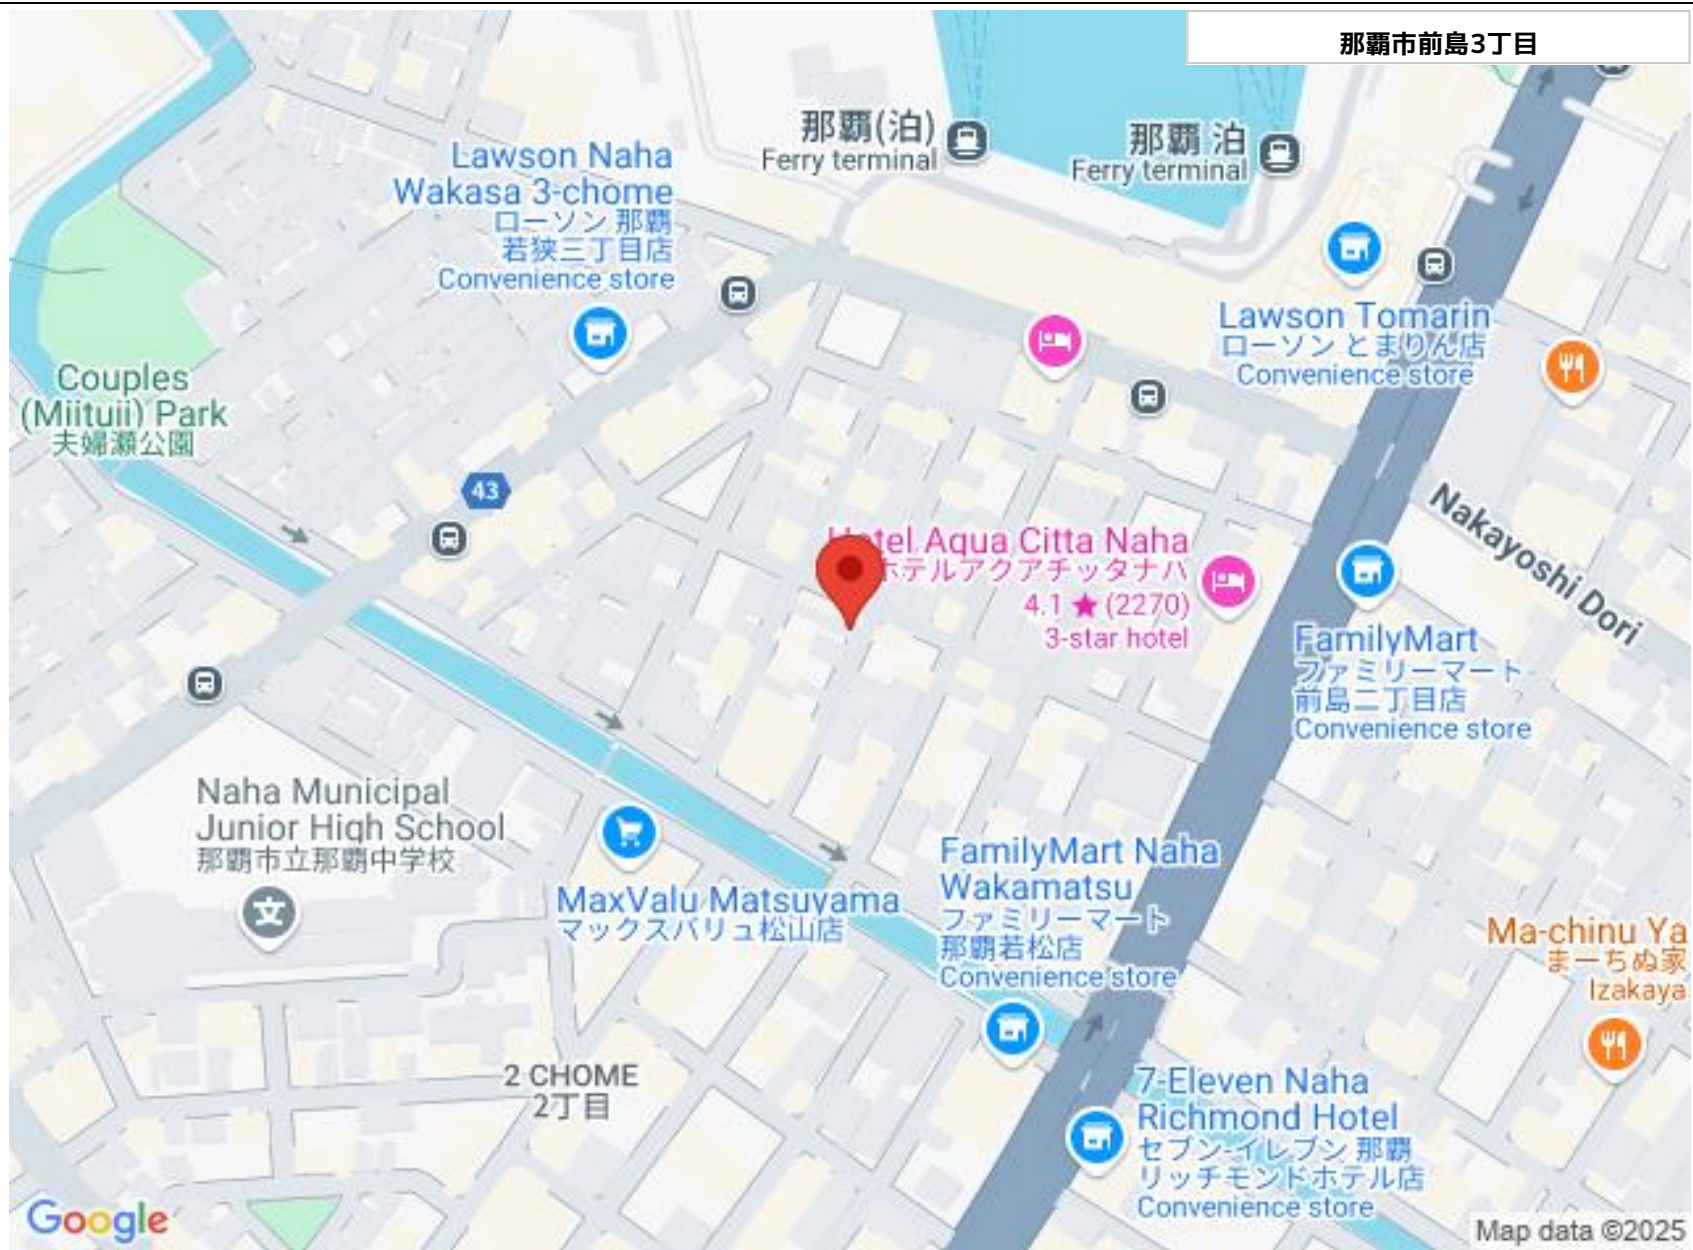 那覇市前島3丁目
那覇(泊)
Ferry terminal
那覇 泊
Ferry terminal
Lawson Naha
Wakasa 3-chome
ローソン 那覇
若狭三丁目店
Convenience store
Lawson Tomarin
ローソン とまりん店
Convenience store
Couples
(Miituii) Park
夫婦瀬公園
43
Nakayoshi Dori
Hotel Aqua Citta Naha
ホテルアクアチッタナハ
4.1 ★ (2270)
3-star hotel
FamilyMart
ファミリーマート
前島二丁目店
Convenience store
Naha Municipal
Junior High School
那覇市立那覇中学校
文
MaxValu Matsuyama
マックスバリュ松山店
FamilyMart Naha
Wakamatsu
ファミリーマート
那覇若松店
Convenience store
Ma-chinu Ya
まーちぬ家
Izakaya
2 CHOME
2丁目
7-Eleven Naha
Richmond Hotel
セブン-イレブン 那覇
リッチモンドホテル店
Convenience store
Google
Map data ©2025